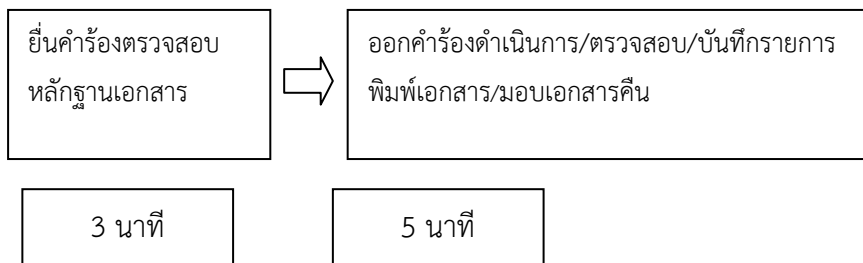 ยื่นคำร้องตรวจสอบ
หลักฐานเอกสาร
ออกคำร้องดำเนินการ/ตรวจสอบ/บันทึกรายการ
พิมพ์เอกสาร/มอบเอกสารคืน
3 นาที
5 นาที